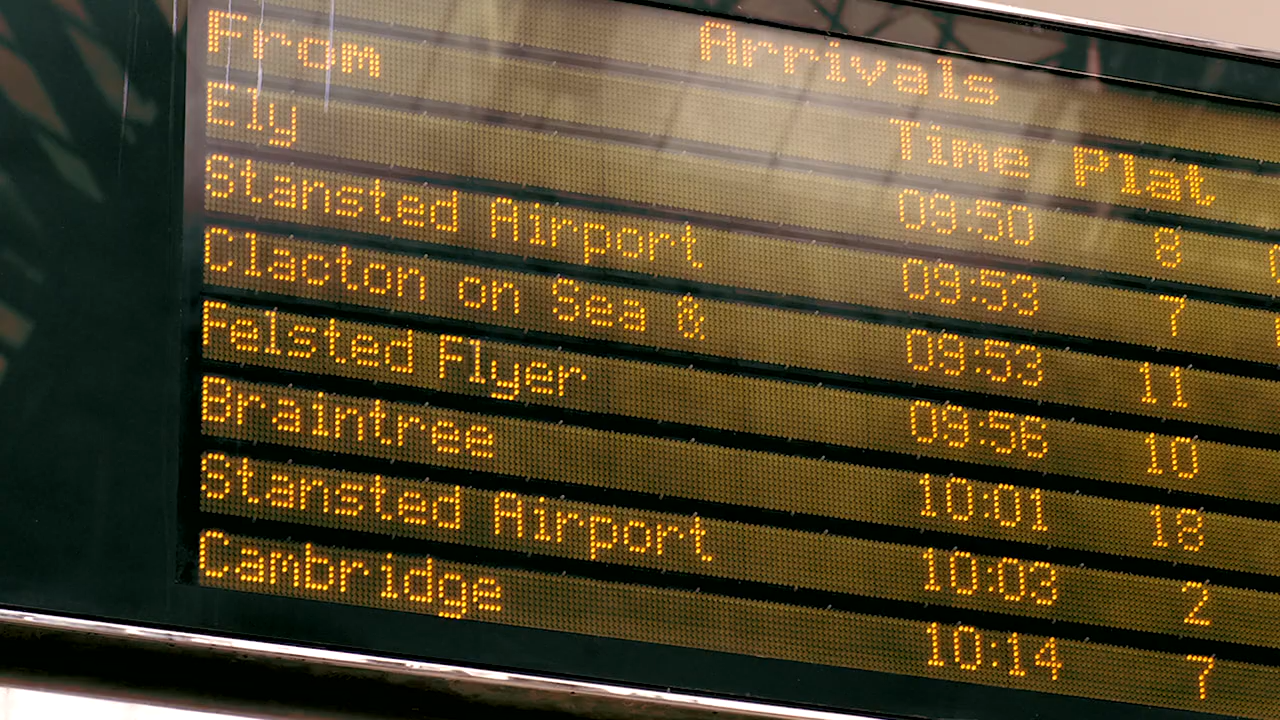 Arrivals
From Time Plat
Ely 09:50 8
Stansted Airport 09:53 7
Clacton on Sea & 09:53 11
Felsted Flyer 09:56 10
Braintree 10:01 18
Stansted Airport 10:03 2
Cambridge 10:14 7